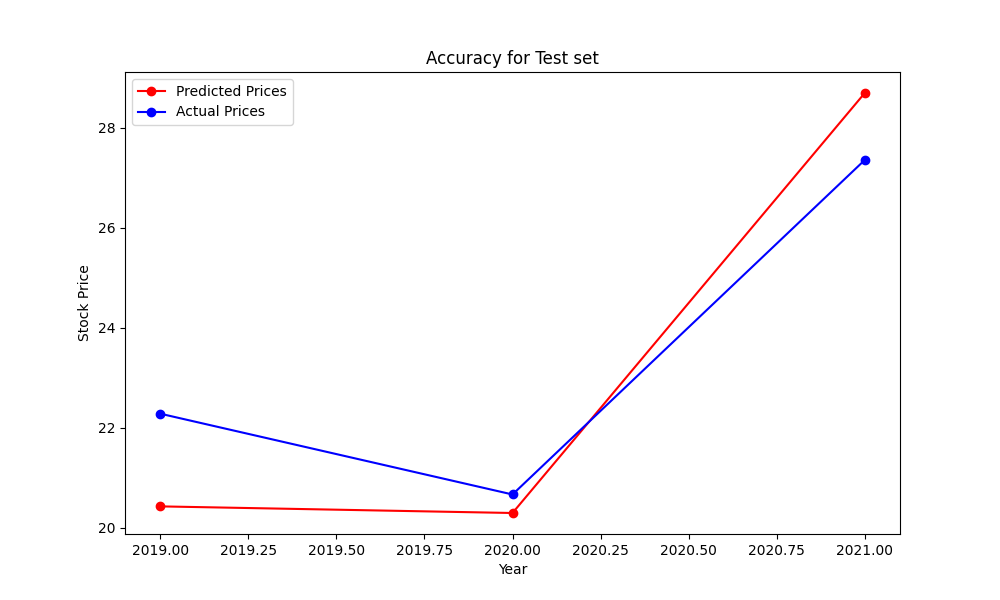 Accuracy for Test set
Predicted Prices
Actual Prices
28
26
24
22
20
Stock Price
2019.00 2019.25 2019.50 2019.75 2020.00 2020.25 2020.50 2020.75 2021.00
Year